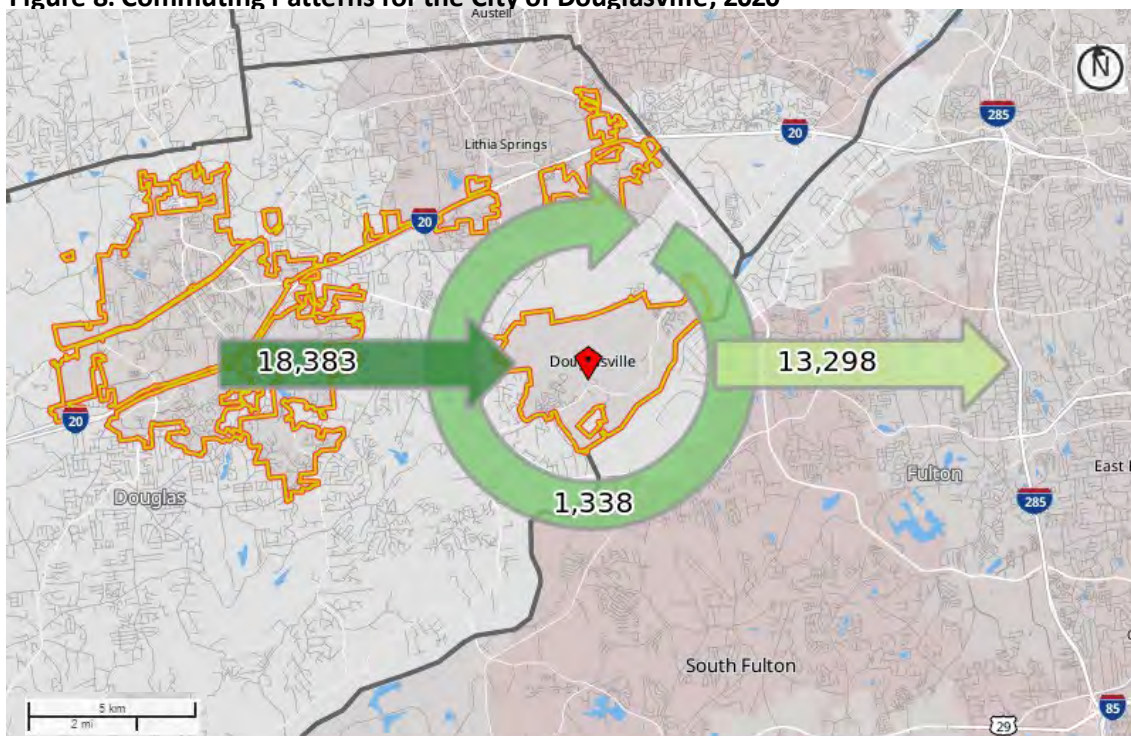 Figure 8. Commuting Patterns for the City of Douglasville, 2020
Austell
N
285
20
Lithia Springs
20
18,383
Douglasville
13,298
20
Douglas
Fulton
East
285
1,338
South Fulton
5 km
2 mi
29
85